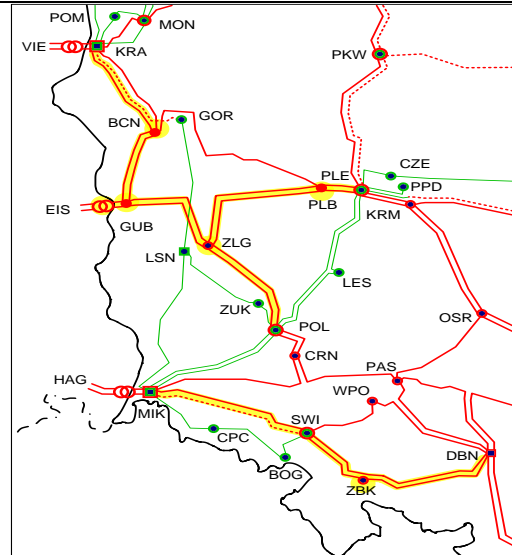 POM
MON
VIE
KRA
PKW
BCN
GOR
PLE
CZE
PPD
PLB
KRM
EIS
GUB
ZLG
LSN
LES
ZUK
POL
OSR
CRN
PAS
HAG
WPO
MIK
SWI
CPC
DBN
BOG
ZBK